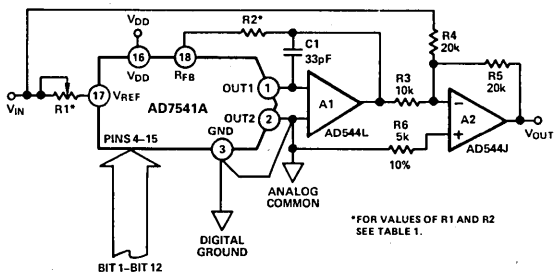 VDD
R2*
C1
33pF
R4
20k
16
VDD
18
RFB
OUT1
1
A1
AD544L
R3
10k
R5
20k
VIN
R1*
17
VREF
AD7541A
OUT2
2
−
A2
+
AD544J
VOUT
PINS 4–15
GND
3
R6
5k
10%
ANALOG
COMMON
DIGITAL
GROUND
*FOR VALUES OF R1 AND R2
SEE TABLE 1.
BIT 1–BIT 12